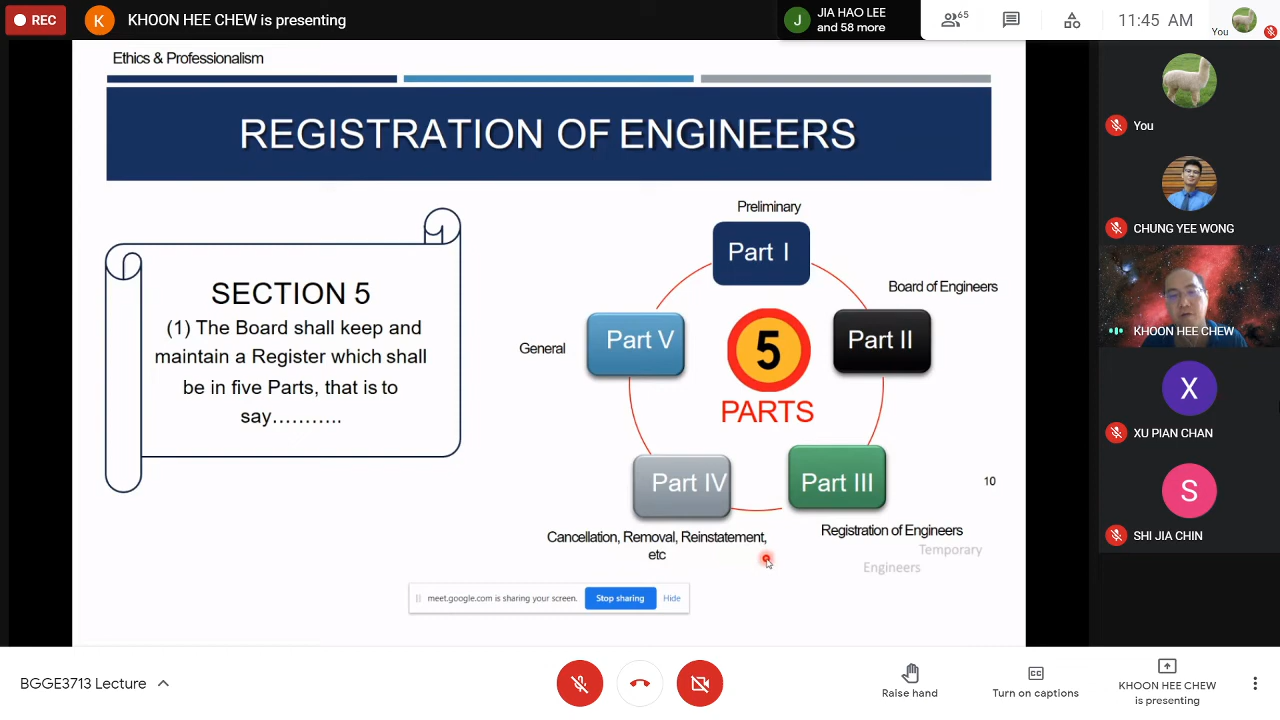 REC
K
KHOON HEE CHEW is presenting
J
JIA HAO LEE
and 58 more
65
11:45 AM
You
Ethics & Professionalism
REGISTRATION OF ENGINEERS
SECTION 5
(1) The Board shall keep and
maintain a Register which shall
be in five Parts, that is to
say………..
Preliminary
Part I
Board of Engineers
Part II
General
Part V
5
PARTS
Part IV
Part III
10
Cancellation, Removal, Reinstatement,
etc
Registration of Engineers
Temporary
Engineers
meet.google.com is sharing your screen.
Stop sharing
Hide
You
CHUNG YEE WONG
KHOON HEE CHEW
X
XU PIAN CHAN
S
SHI JIA CHIN
BGGE3713 Lecture
Raise hand
CC
Turn on captions
KHOON HEE CHEW
is presenting